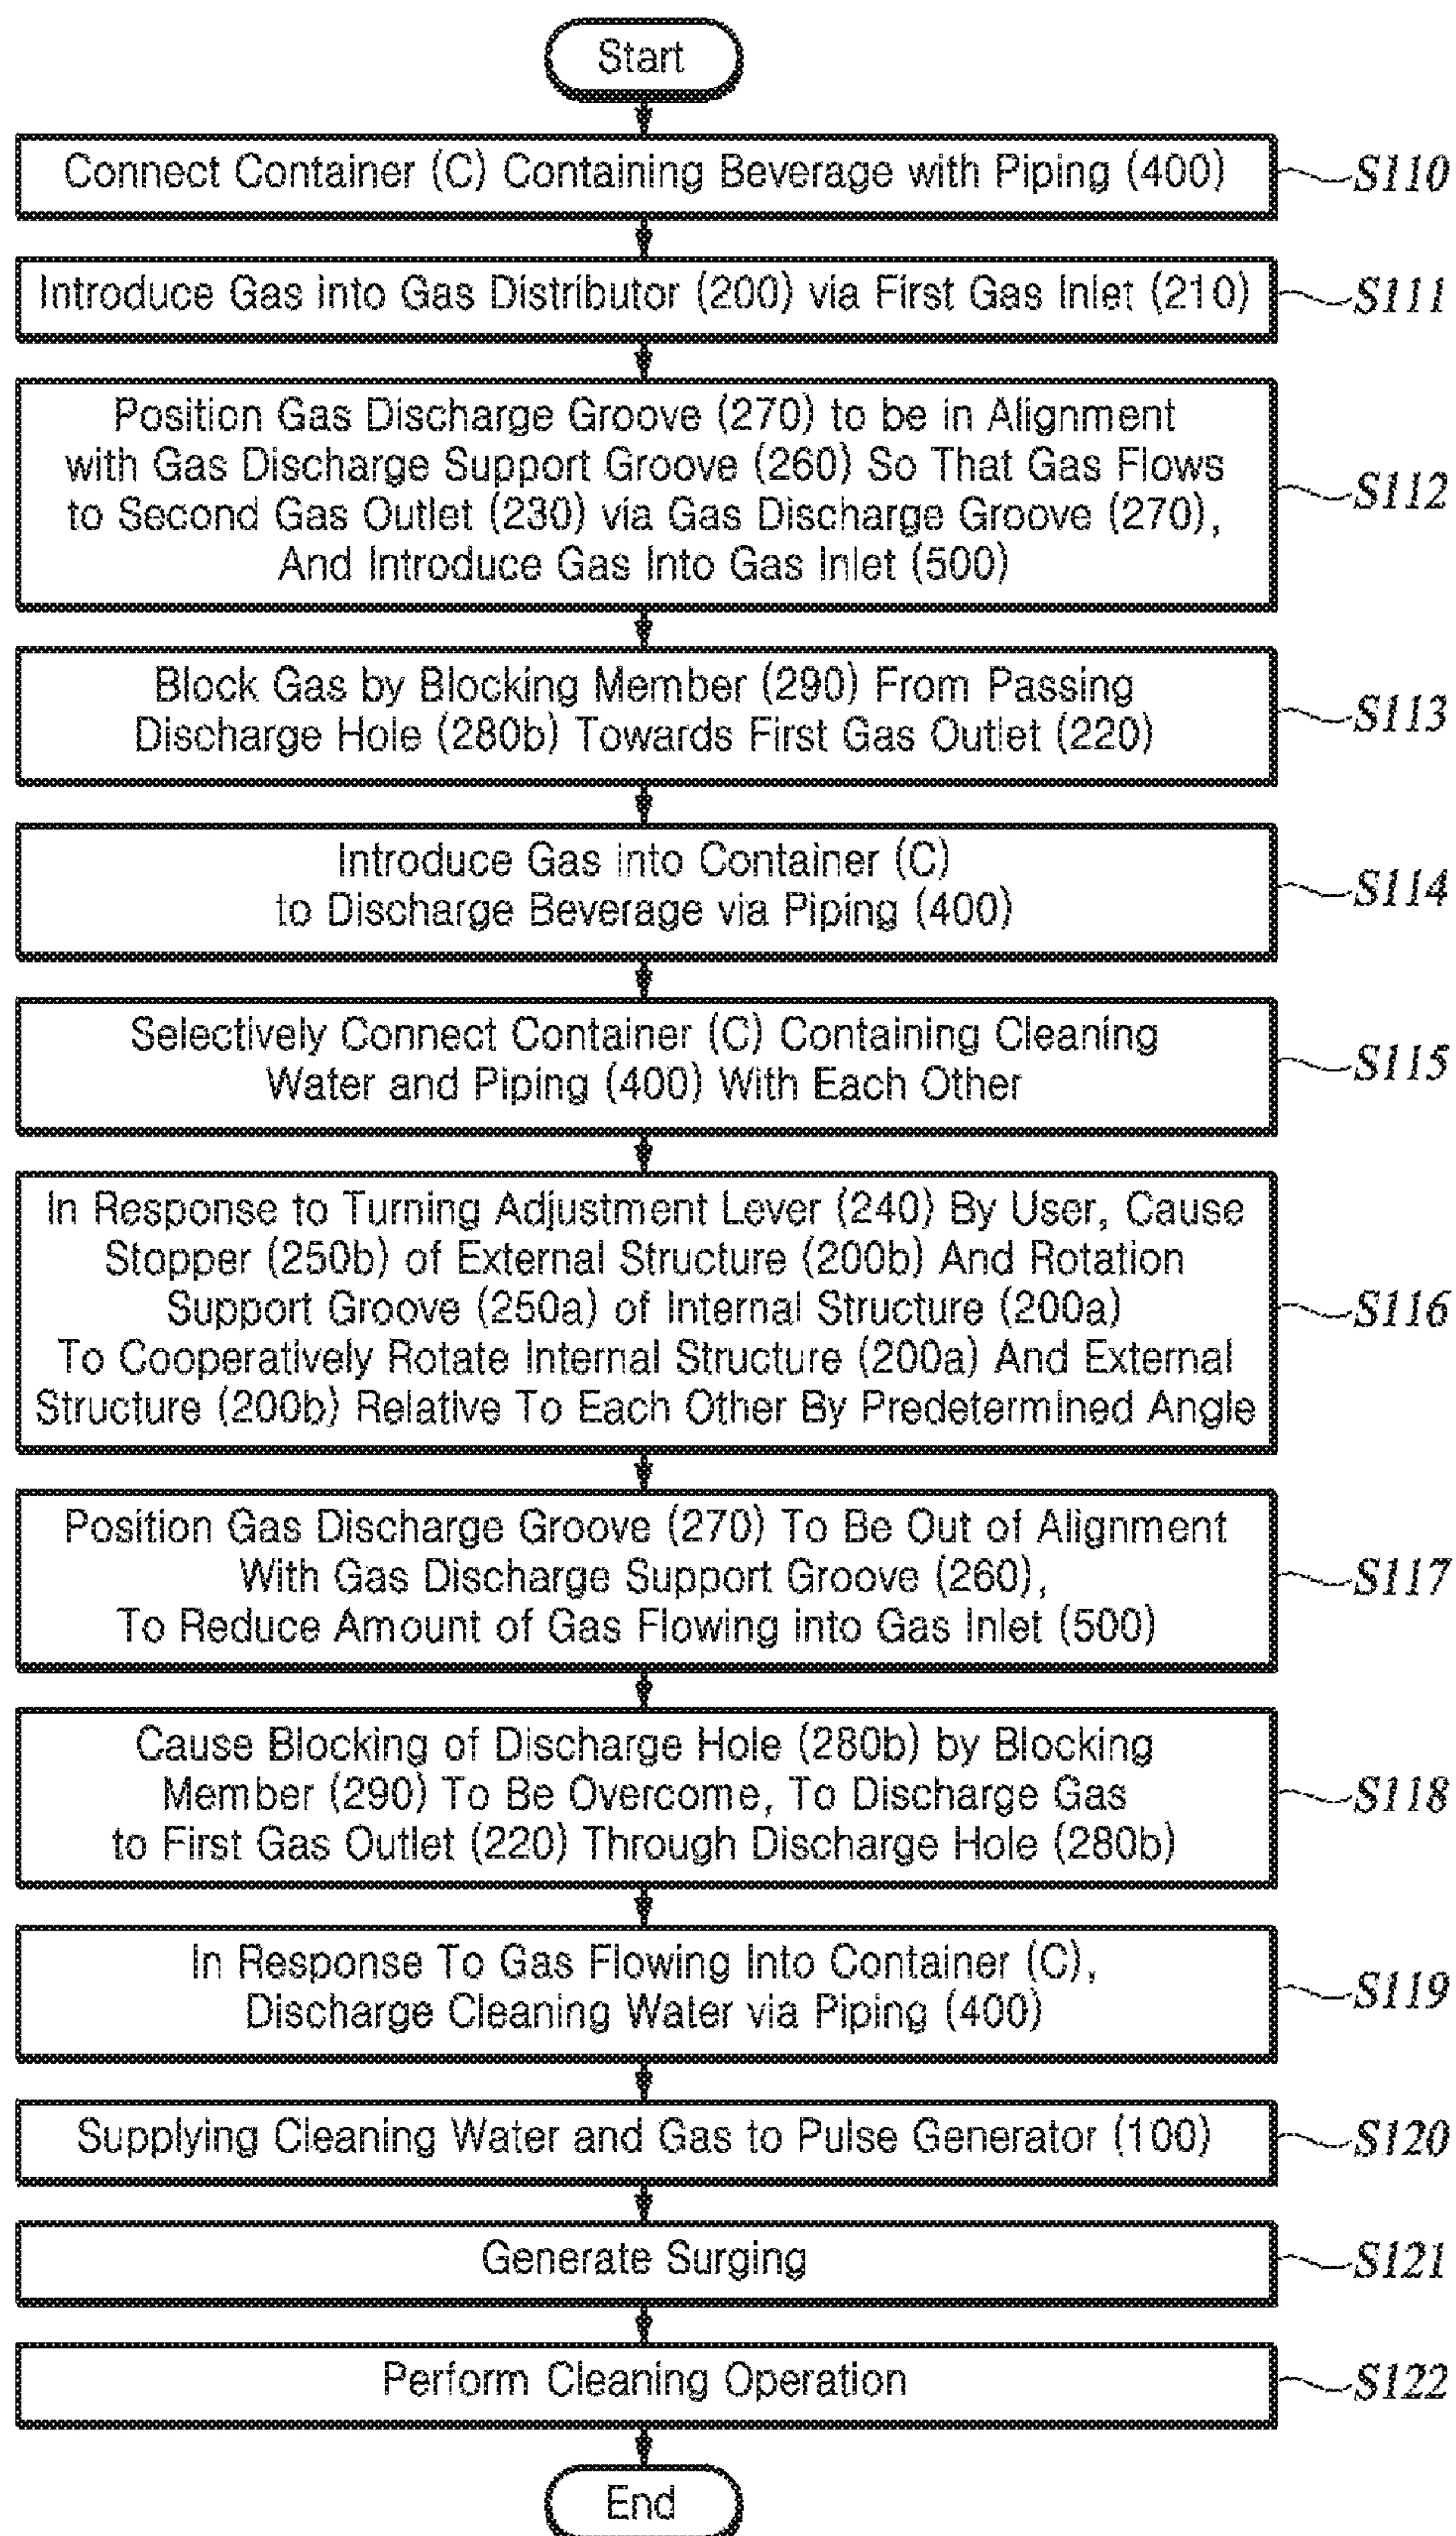 Start
Connect Container (C) Containing Beverage with Piping (400)
S110
Introduce Gas into Gas Distributor (200) via First Gas Inlet (210)
S111
Position Gas Discharge Groove (270) to be in Alignment
with Gas Discharge Support Groove (260) So That Gas Flows
to Second Gas Outlet (230) via Gas Discharge Groove (270),
And Introduce Gas Into Gas Inlet (500)
S112
Block Gas by Blocking Member (290) From Passing
Discharge Hole (280b) Towards First Gas Outlet (220)
S113
Introduce Gas into Container (C)
to Discharge Beverage via Piping (400)
S114
Selectively Connect Container (C) Containing Cleaning
Water and Piping (400) With Each Other
S115
In Response to Turning Adjustment Lever (240) By User, Cause
Stopper (250b) of External Structure (200b) And Rotation
Support Groove (250a) of Internal Structure (200a)
To Cooperatively Rotate Internal Structure (200a) And External
Structure (200b) Relative To Each Other By Predetermined Angle
S116
Position Gas Discharge Groove (270) To Be Out of Alignment
With Gas Discharge Support Groove (260),
To Reduce Amount of Gas Flowing into Gas Inlet (500)
S117
Cause Blocking of Discharge Hole (280b) by Blocking
Member (290) To Be Overcome, To Discharge Gas
to First Gas Outlet (220) Through Discharge Hole (280b)
S118
In Response To Gas Flowing Into Container (C),
Discharge Cleaning Water via Piping (400)
S119
Supplying Cleaning Water and Gas to Pulse Generator (100)
S120
Generate Surging
S121
Perform Cleaning Operation
S122
End